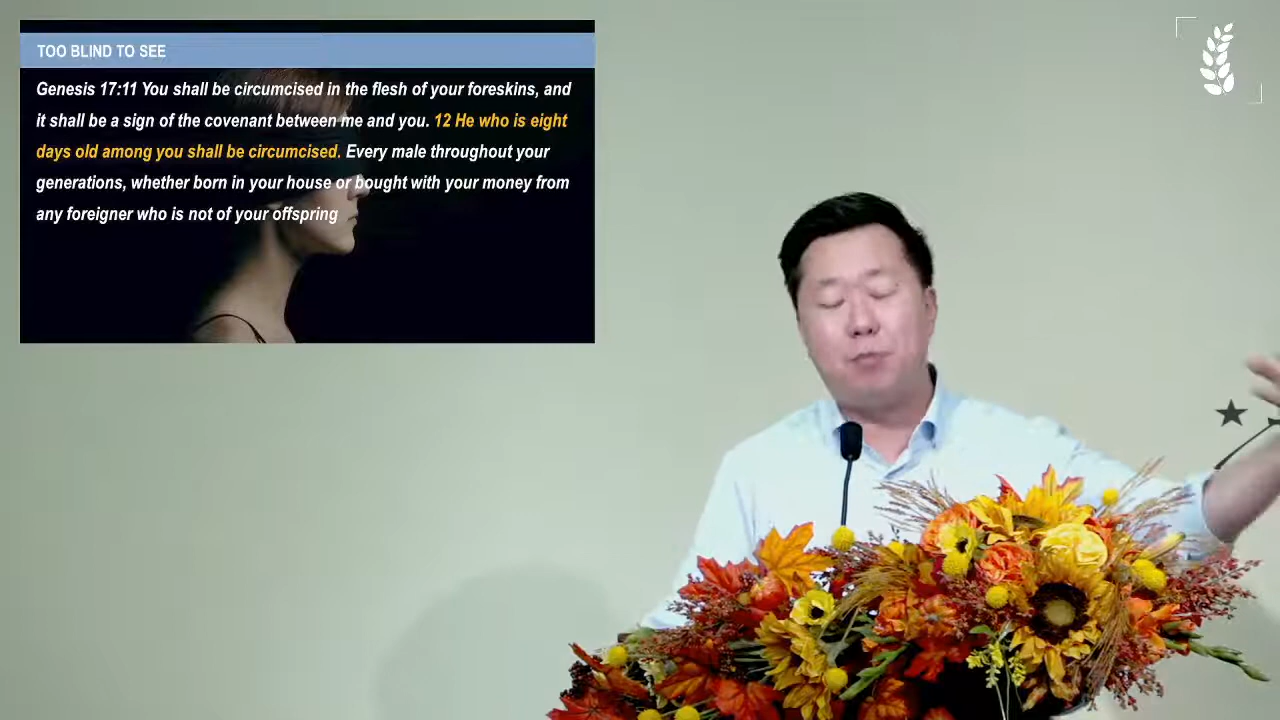 TOO BLIND TO SEE
Genesis 17:11 You shall be circumcised in the flesh of your foreskins, and
it shall be a sign of the covenant between me and you. 12 He who is eight
days old among you shall be circumcised. Every male throughout your
generations, whether born in your house or bought with your money from
any foreigner who is not of your offspring